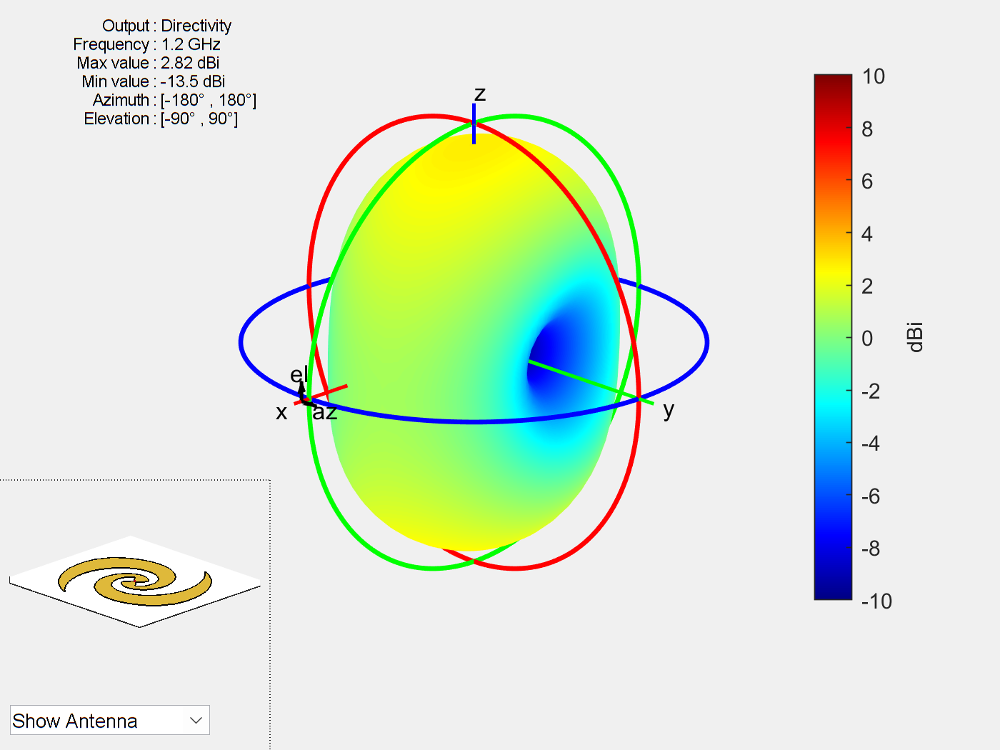 Output : Directivity
Frequency : 1.2 GHz
Max value : 2.82 dBi
Min value : -13.5 dBi
Azimuth : [-180° , 180°]
Elevation : [-90° , 90°]
z
el
x
az
y
10
8
6
4
2
0
-2
-4
-6
-8
-10
dBi
Show Antenna